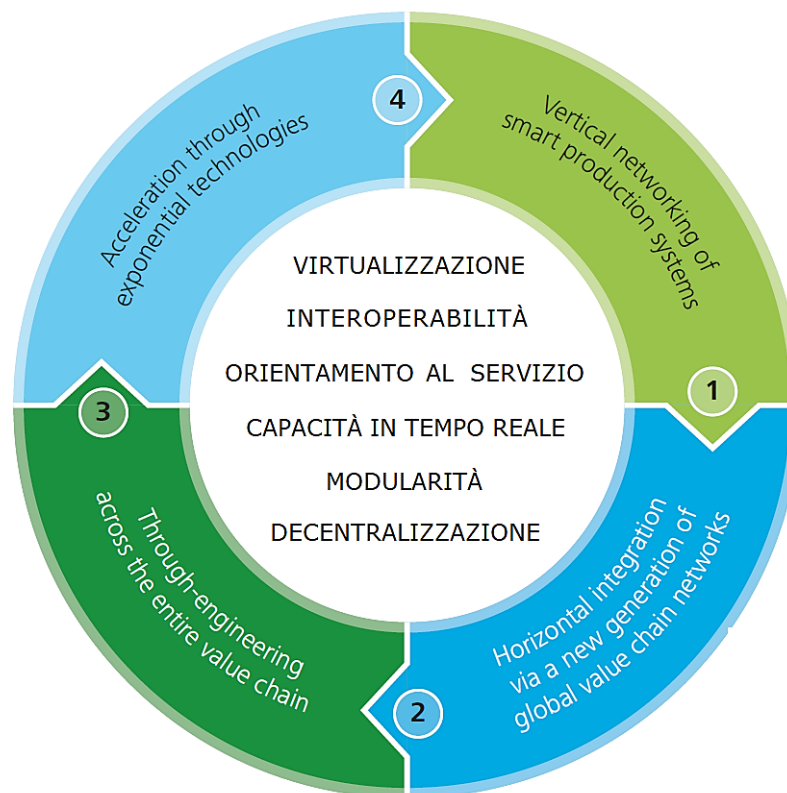 4
Acceleration through
exponential technologies
Vertical networking of
smart production systems
VIRTUALIZZAZIONE
INTEROPERABILITÀ
ORIENTAMENTO AL SERVIZIO
CAPACITÀ IN TEMPO REALE
MODULARITÀ
DECENTRALIZZAZIONE
1
3
Through-engineering
across the entire value chain
Horizontal integration
via a new generation of
global value chain networks
2